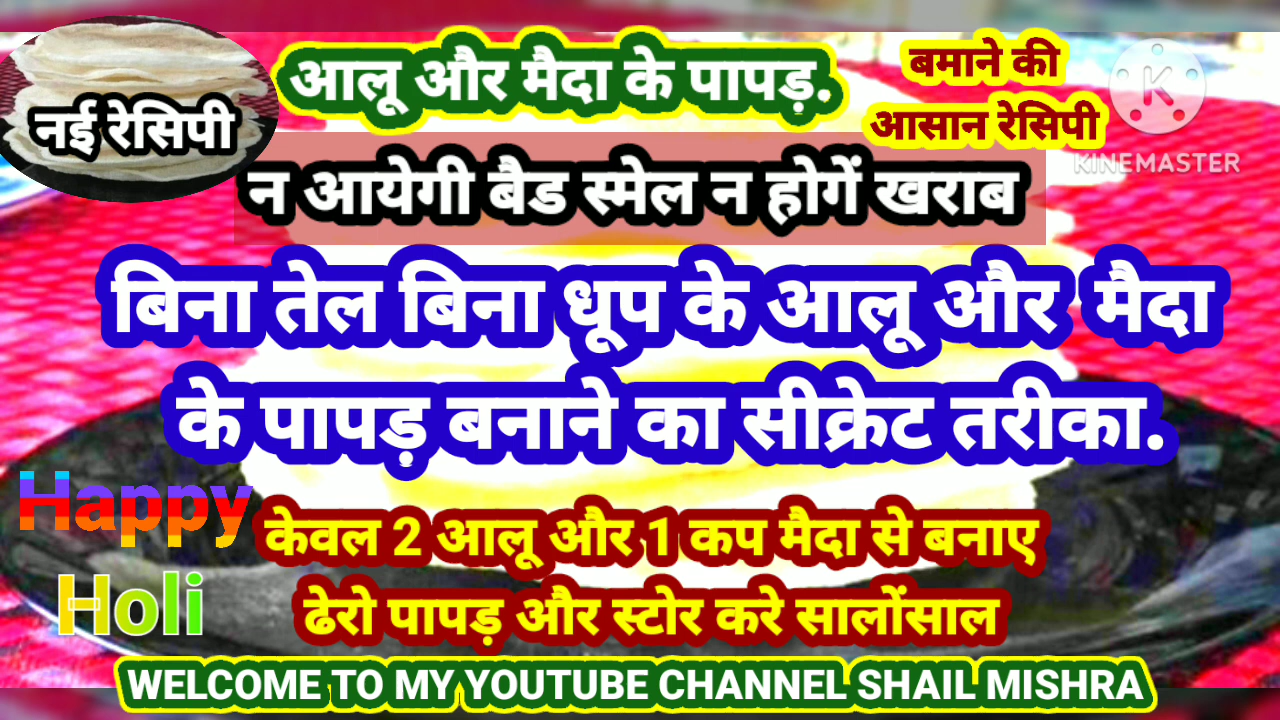 नई रेसिपी
आलू और मैदा के पापड़.
बमाने की
आसान रेसिपी
KINEMASTER
न आयेगी बैड स्मेल न होगें खराब
बिना तेल बिना धूप के आलू और मैदा
के पापड़ बनाने का सीक्रेट तरीका.
Happy
Holi
केवल 2 आलू और 1 कप मैदा से बनाए
ढेरो पापड़ और स्टोर करे सालोंसाल
WELCOME TO MY YOUTUBE CHANNEL SHAIL MISHRA